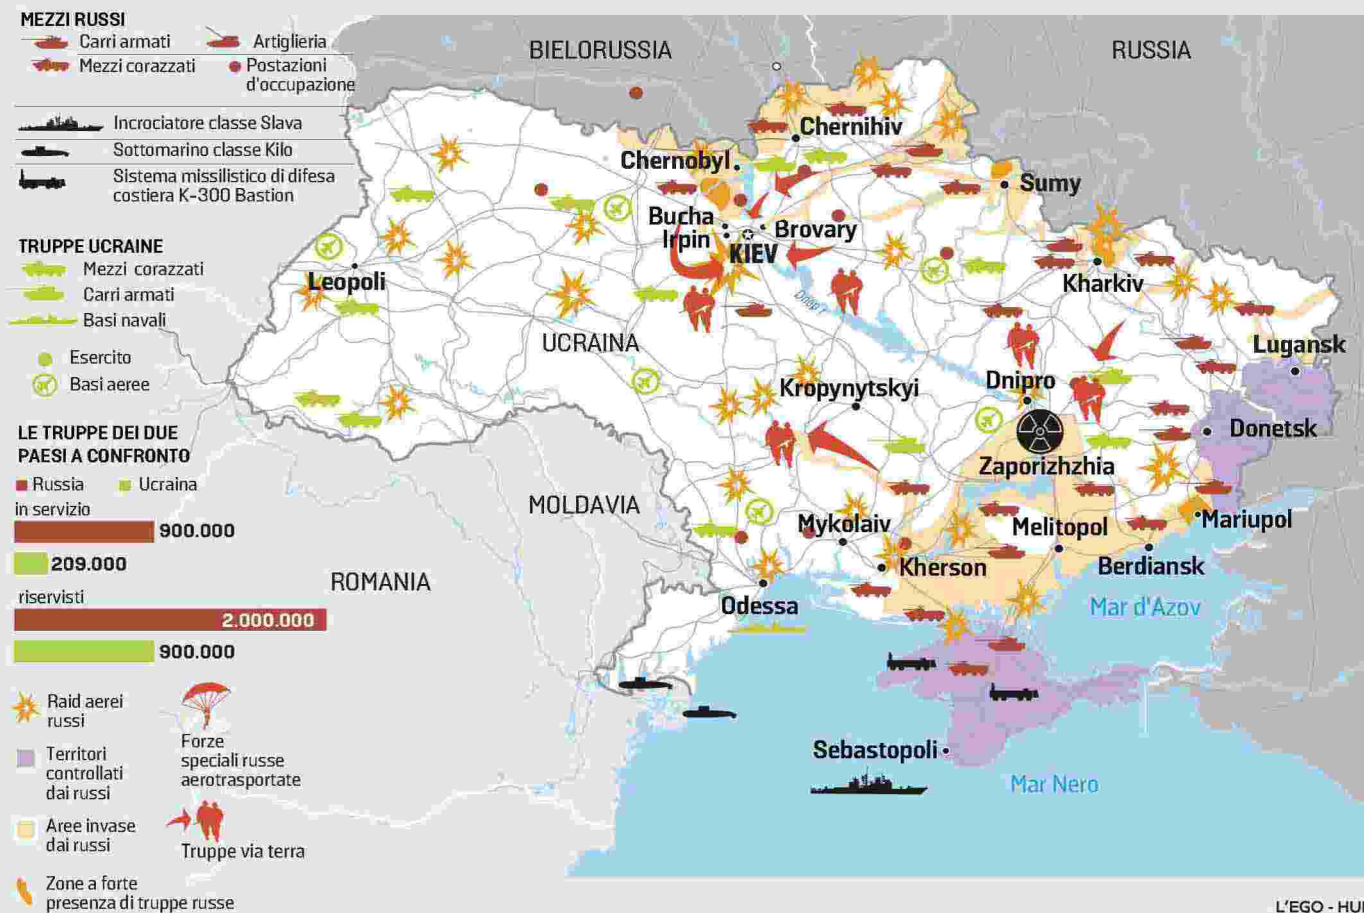 MEZZI RUSSI
Carri armati
Artiglieria
Mezzi corazzati
Postazioni
d'occupazione
Incrociatore classe Slava
Sottomarino classe Kilo
Sistema missilistico di difesa
costiera K-300 Bastion
TRUPPE UCRAINE
Mezzi corazzati
Carri armati
Basi navali
Esercito
Basi aeree
LE TRUPPE DEI DUE
PAESI A CONFRONTO
Russia
Ucraina
in servizio
900.000
209.000
riservisti
2.000.000
900.000
Raid aerei
russi
Territori
controllati
dai russi
Aree invase
dai russi
Zone a forte
presenza di truppe russe
Forze
speciali russe
aerotrasportate
Truppe via terra
BIELORUSSIA
RUSSIA
Chernihiv
Chernobyl
Sumy
Bucha
Irpin
Brovary
KIEV
Kharkiv
Leopoli
UCRAINA
Lugansk
Kropynytskyi
Dnipro
Donetsk
Zaporizhzhia
MOLDAVIA
Mykolaiv
Melitopol
Mariupol
ROMANIA
Kherson
Berdiansk
Odessa
Mar d'Azov
Sebastopoli
Mar Nero
L'EGO - HUB